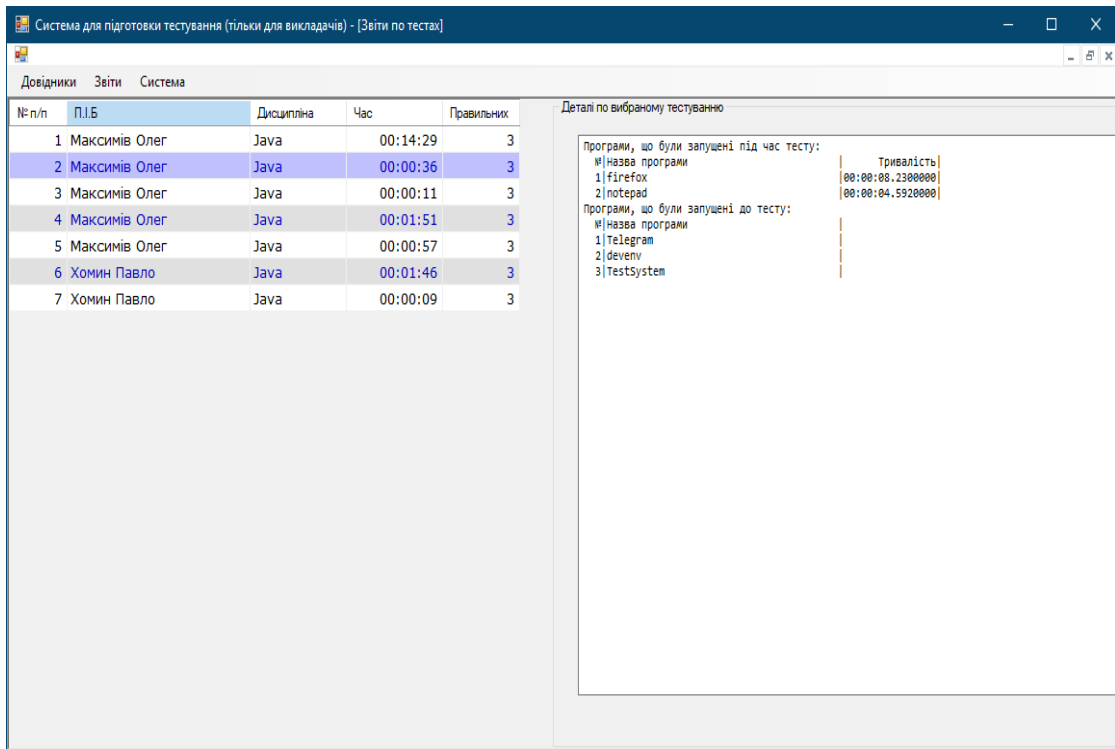 Система для підготовки тестування (тільки для викладачів) - [Звіти по тестах]
Довідники Звіти Система
№ п/п П.І.Б Дисципліна Час Правильних
1 Максимів Олег Java 00:14:29 3
2 Максимів Олег Java 00:00:36 3
3 Максимів Олег Java 00:00:11 3
4 Максимів Олег Java 00:01:51 3
5 Максимів Олег Java 00:00:57 3
6 Хомин Павло Java 00:01:46 3
7 Хомин Павло Java 00:00:09 3
Деталі по вибраному тестуванню
Програми, що були запущені під час тесту:
№|Назва програми | Тривалість|
1|firefox |00:00:08.2300000|
2|notepad |00:00:04.5920000|
Програми, що були запущені до тесту:
№|Назва програми |
1|Telegram |
2|devenv |
3|TestSystem |